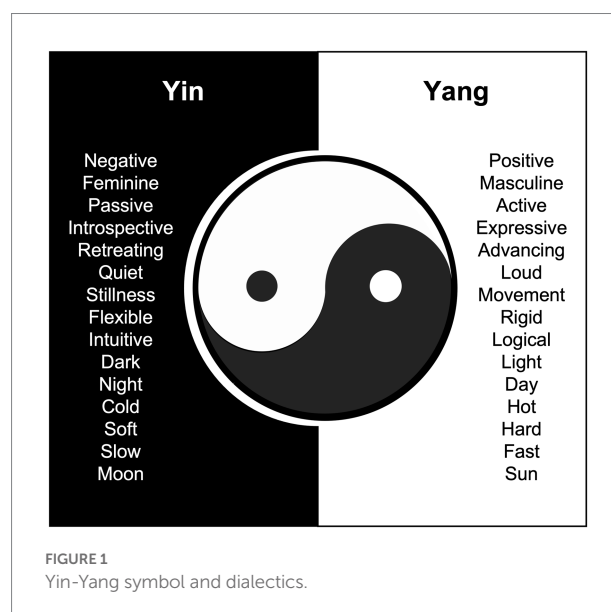 Yin
Yang
Negative
Feminine
Passive
Introspective
Retreating
Quiet
Stillness
Flexible
Intuitive
Dark
Night
Cold
Soft
Slow
Moon
Positive
Masculine
Active
Expressive
Advancing
Loud
Movement
Rigid
Logical
Light
Day
Hot
Hard
Fast
Sun
FIGURE 1
Yin-Yang symbol and dialectics.